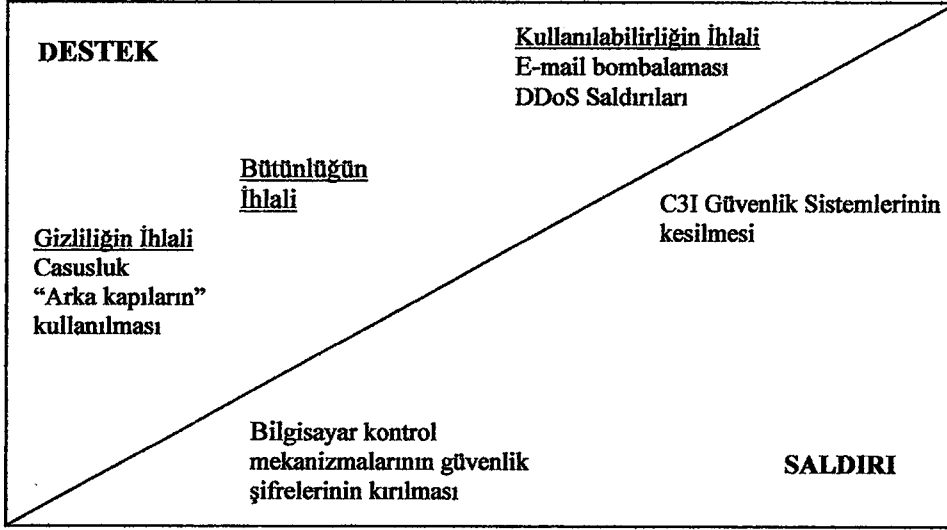 DESTEK
Kullanılabilirliğin İhlali
E-mail bombalaması
DDoS Saldırıları
Bütünlüğün
İhlali
Gizliliğin İhlali
Casusluk
“Arka kapıların”
kullanılması
C3I Güvenlik Sistemlerinin
kesilmesi
Bilgisayar kontrol
mekanizmalarının güvenlik
şifrelerinin kırılması
SALDIRI